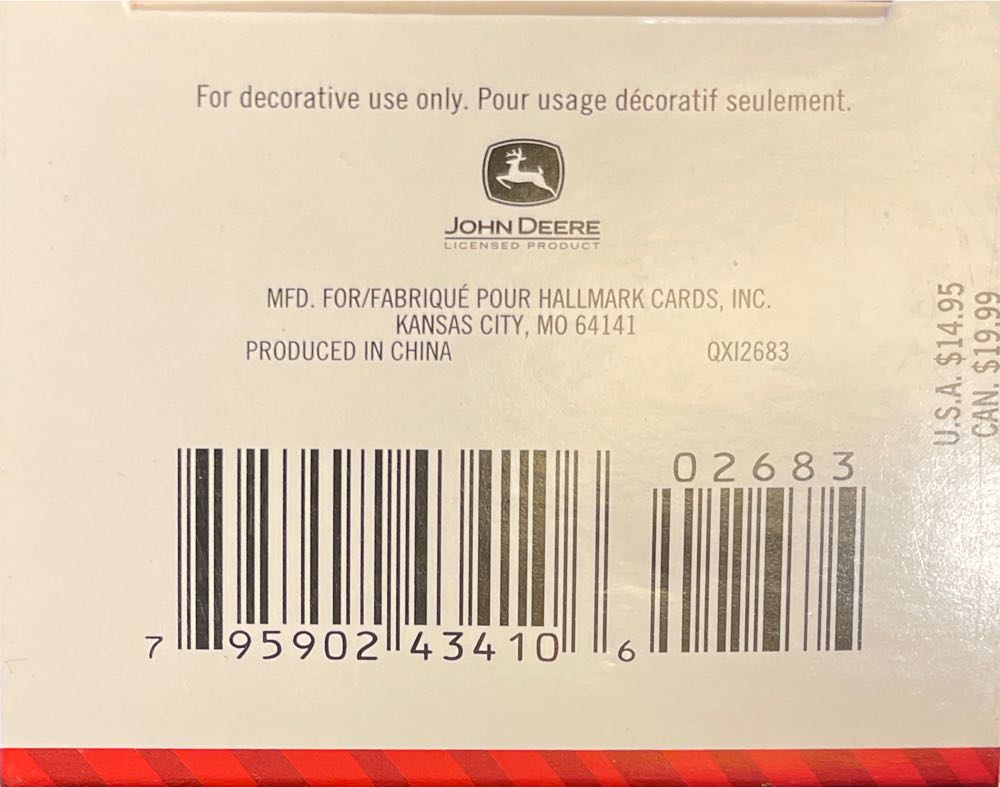 For decorative use only. Pour usage décoratif seulement.
JOHN DEERE
LICENSED PRODUCT
MFD. FOR/FABRIQUÉ POUR HALLMARK CARDS, INC.
KANSAS CITY, MO 64141
PRODUCED IN CHINA QXI2683
U.S.A. $14.95
CAN. $19.99
02683
7 95902 43410 6